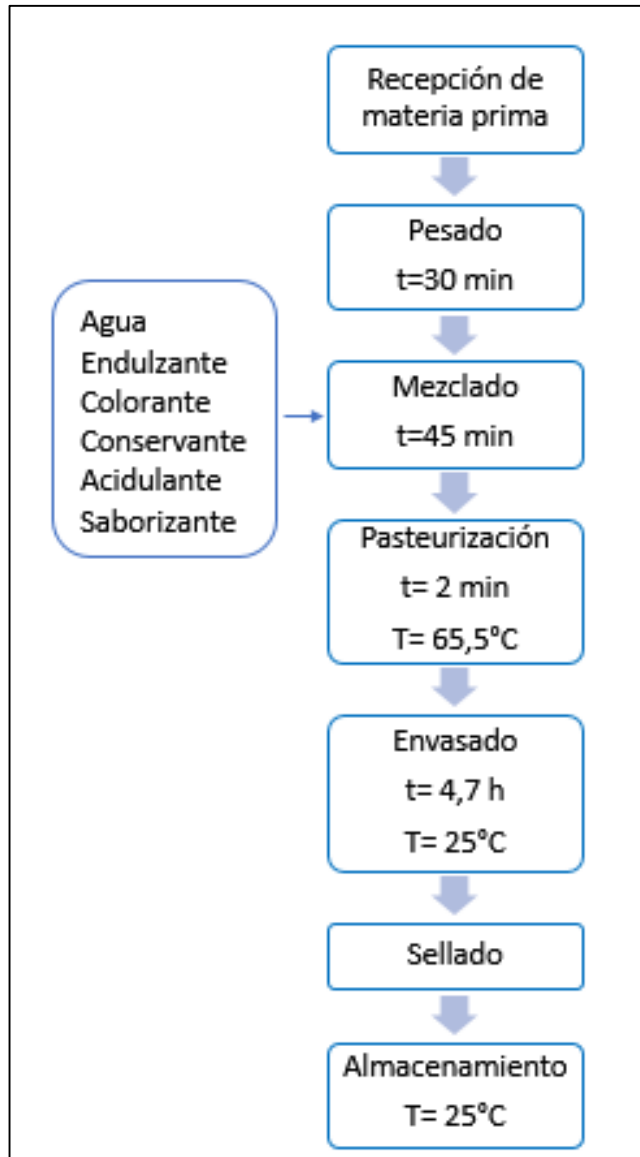 Recepción de
materia prima
Pesado
t=30 min
Agua
Endulzante
Colorante
Conservante
Acidulante
Saborizante
Mezclado
t=45 min
Pasteurización
t= 2 min
T= 65,5°C
Envasado
t= 4,7 h
T= 25°C
Sellado
Almacenamiento
T= 25°C